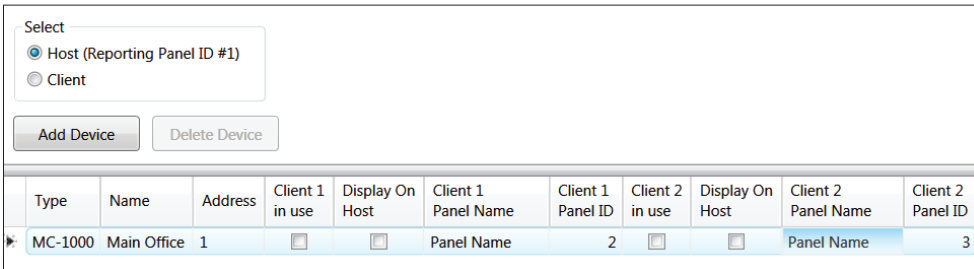 Select
Host (Reporting Panel ID #1)
Client
Add Device Delete Device
Type Name Address Client 1 in use Display On Host Client 1 Panel Name Client 1 Panel ID Client 2 in use Display On Host Client 2 Panel Name Client 2 Panel ID
MC-1000 Main Office 1 Panel Name 2 Panel Name 3